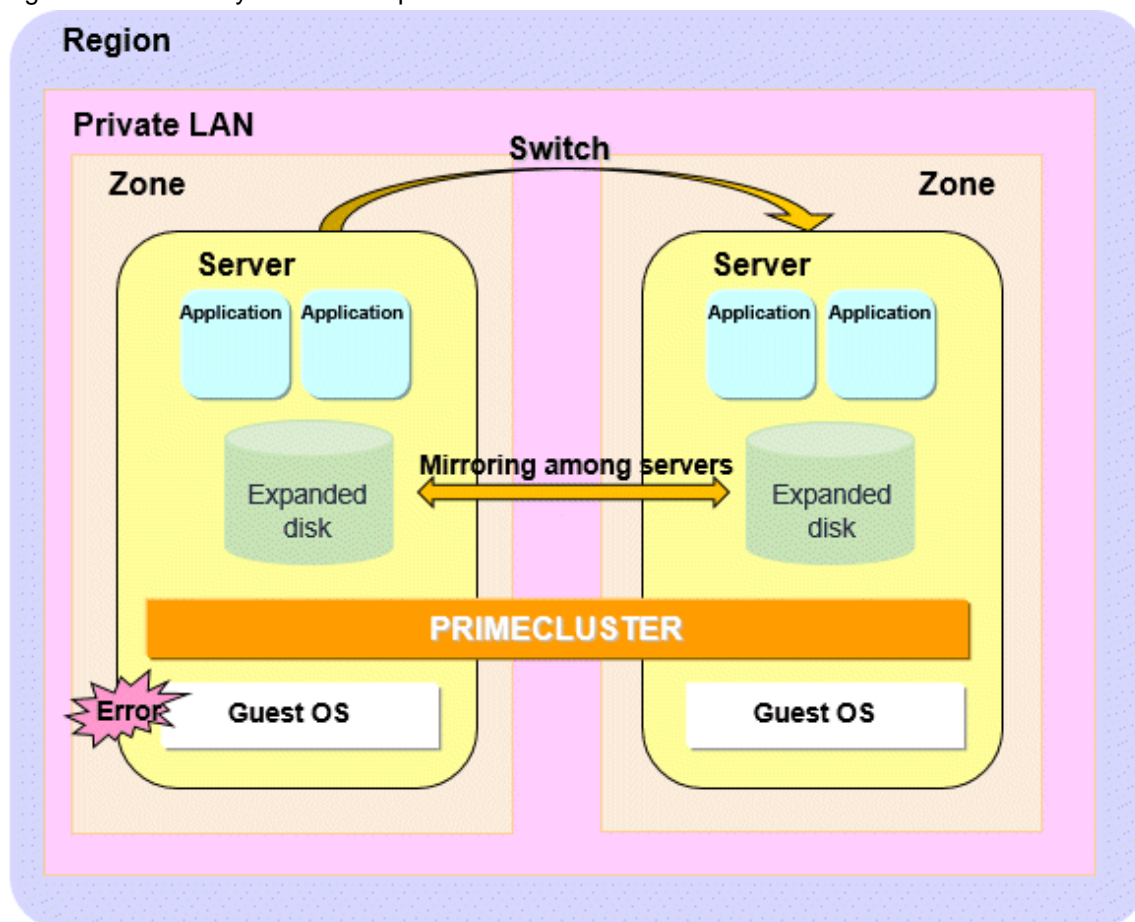 Region
Private LAN
Switch
Zone
Zone
Server
Server
Application Application
Application Application
Mirroring among servers
Expanded
disk
Expanded
disk
PRIMECLUSTER
Error
Guest OS
Guest OS